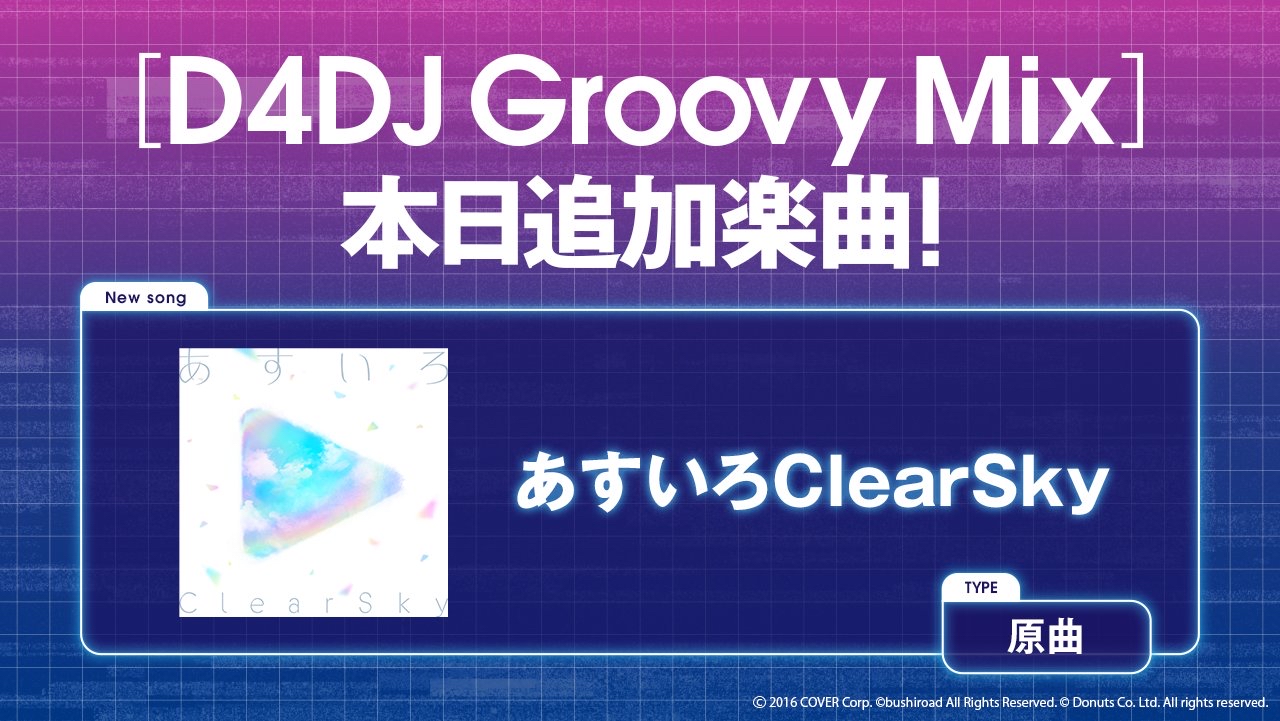 [D4DJ Groovy Mix]
本日追加楽曲!
New song
あすいろ
ClearSky
あすいろClearSky
TYPE
原曲
© 2016 COVER Corp. ©bushiroad All Rights Reserved. © Donuts Co. Ltd. All rights reserved.